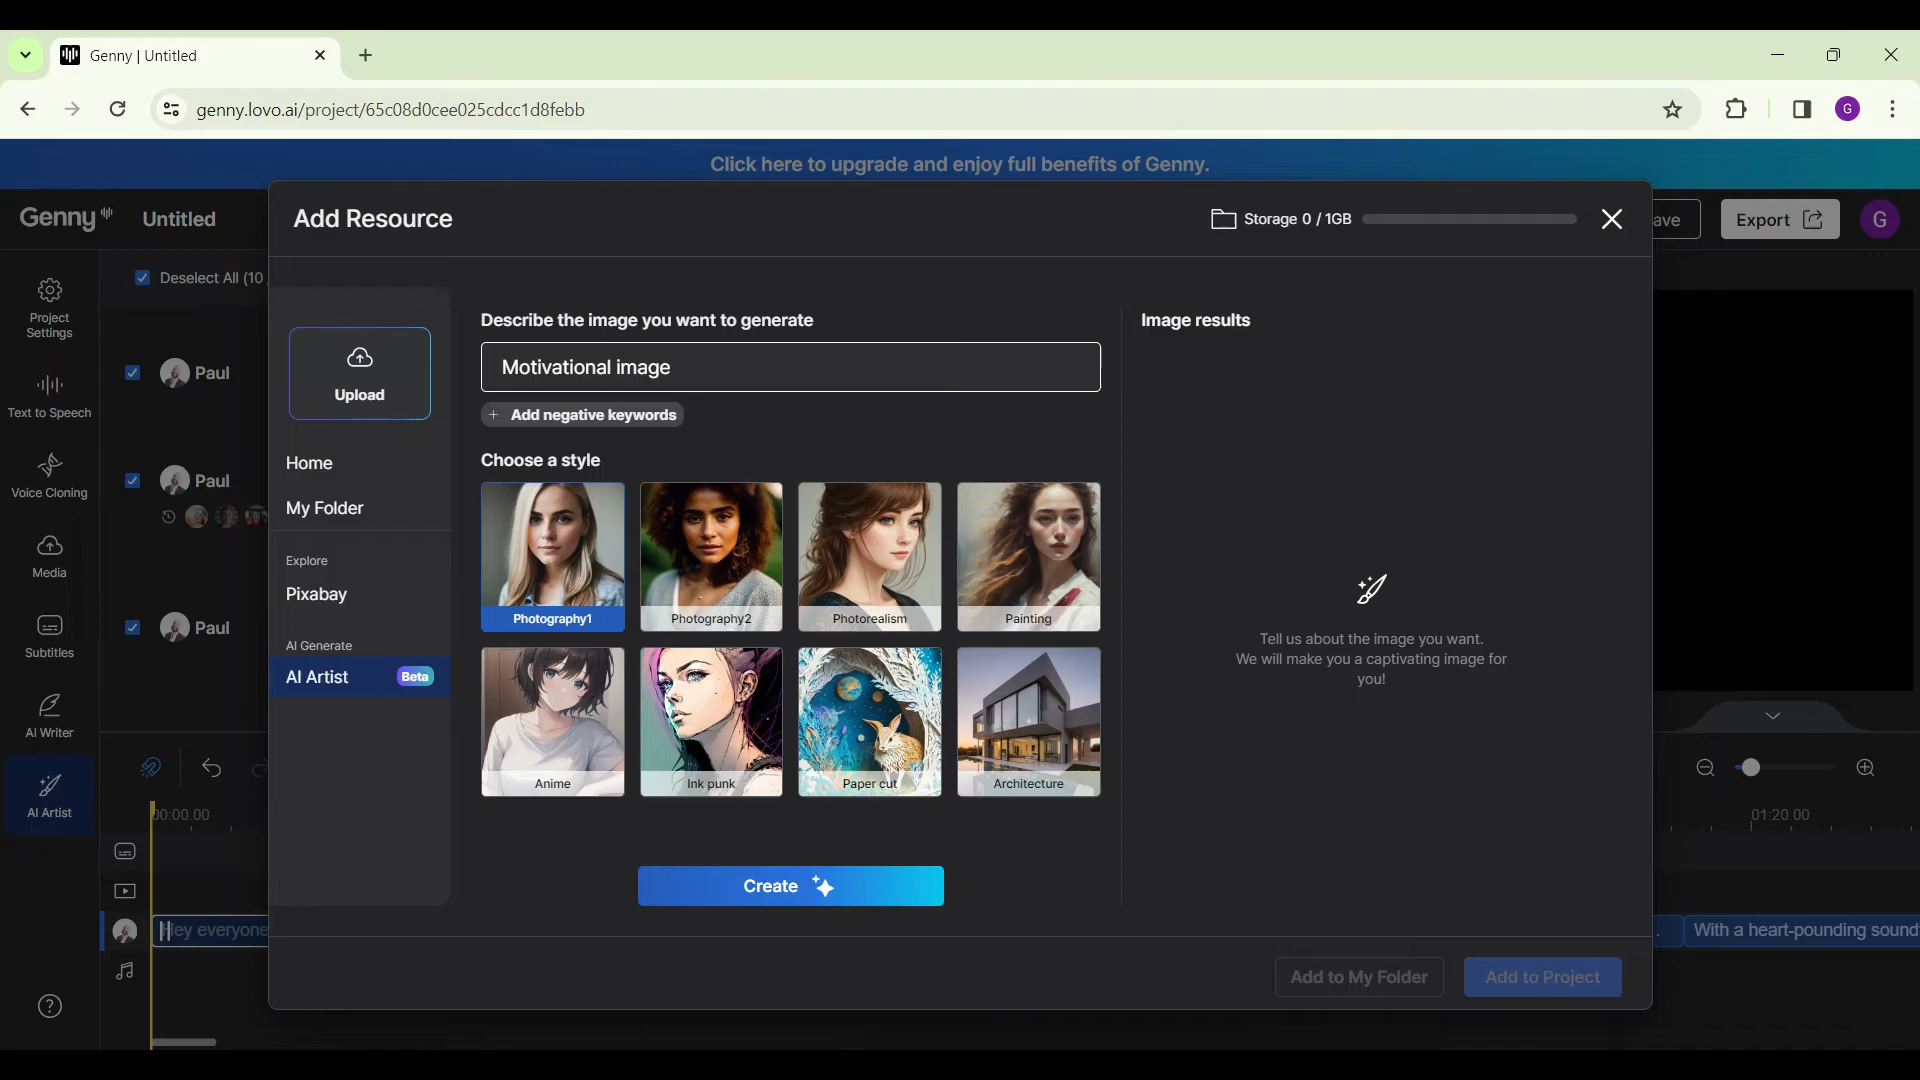 Genny | Untitled
genny.lovo.ai/project/65c08d0cee025cdcc1d8febb
G
Click here to upgrade and enjoy full benefits of Genny.
Genny
Untitled
Add Resource
Storage 0 / 1GB
Export
G
Project
Settings
Text to Speech
Voice Cloning
Media
Subtitles
AI Writer
AI Artist
Deselect All (10
Paul
Paul
Paul
Upload
Home
My Folder
Explore
Pixabay
AI Generate
AI Artist
Beta
Describe the image you want to generate
Motivational image
+ Add negative keywords
Choose a style
Photography1
Photography2
Photorealism
Painting
Anime
Ink punk
Paper cut
Architecture
Create
Image results
Tell us about the image you want.
We will make you a captivating image for
you!
Add to My Folder
Add to Project
00:00.00
01:20.00
Hey everyone
With a heart-pounding sound